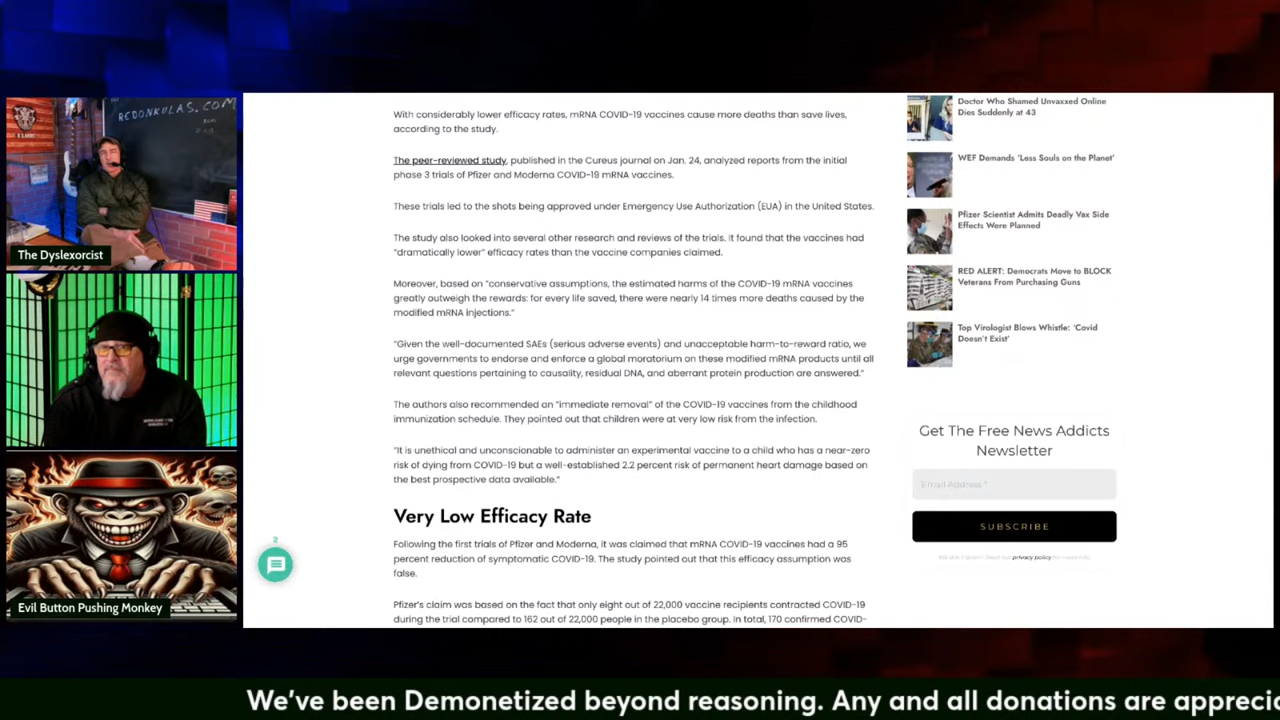 RCDONKULAS.COM
The Dyslexorcist
Evil Button Pushing Monkey
With considerably lower efficacy rates, mRNA COVID-19 vaccines cause more deaths than save lives,
according to the study.
The peer-reviewed study, published in the Cureus journal on Jan. 24, analyzed reports from the initial
phase 3 trials of Pfizer and Moderna COVID-19 mRNA vaccines.
These trials led to the shots being approved under Emergency Use Authorization (EUA) in the United States.
The study also looked into several other research and reviews of the trials. It found that the vaccines had
"dramatically lower" efficacy rates than the vaccine companies claimed.
Moreover, based on "conservative assumptions, the estimated harms of the COVID-19 mRNA vaccines
greatly outweigh the rewards: for every life saved, there were nearly 14 times more deaths caused by the
modified mRNA injections."
"Given the well-documented SAEs (serious adverse events) and unacceptable harm-to-reward ratio, we
urge governments to endorse and enforce a global moratorium on these modified mRNA products until all
relevant questions pertaining to causality, residual DNA, and aberrant protein production are answered."
The authors also recommended an "immediate removal" of the COVID-19 vaccines from the childhood
immunization schedule. They pointed out that children were at very low risk from the infection.
"It is unethical and unconscionable to administer an experimental vaccine to a child who has a near-zero
risk of dying from COVID-19 but a well-established 2.2 percent risk of permanent heart damage based on
the best prospective data available."
Very Low Efficacy Rate
Following the first trials of Pfizer and Moderna, it was claimed that mRNA COVID-19 vaccines had a 95
percent reduction of symptomatic COVID-19. The study pointed out that this efficacy assumption was
false.
Pfizer's claim was based on the fact that only eight out of 22,000 vaccine recipients contracted COVID-19
during the trial compared to 162 out of 22,000 people in the placebo group. In total, 170 confirmed COVID-
2
Doctor Who Shamed Unvaxxed Online
Dies Suddenly at 43
WEF Demands 'Less Souls on the Planet'
Pfizer Scientist Admits Deadly Vax Side
Effects Were Planned
RED ALERT: Democrats Move to BLOCK
Veterans From Purchasing Guns
Top Virologist Blows Whistle: 'Covid
Doesn't Exist'
Get The Free News Addicts
Newsletter
Email Address *
SUBSCRIBE
We don't spam! Read our privacy policy for more info.
We've been Demonetized beyond reasoning. Any and all donations are apprecia